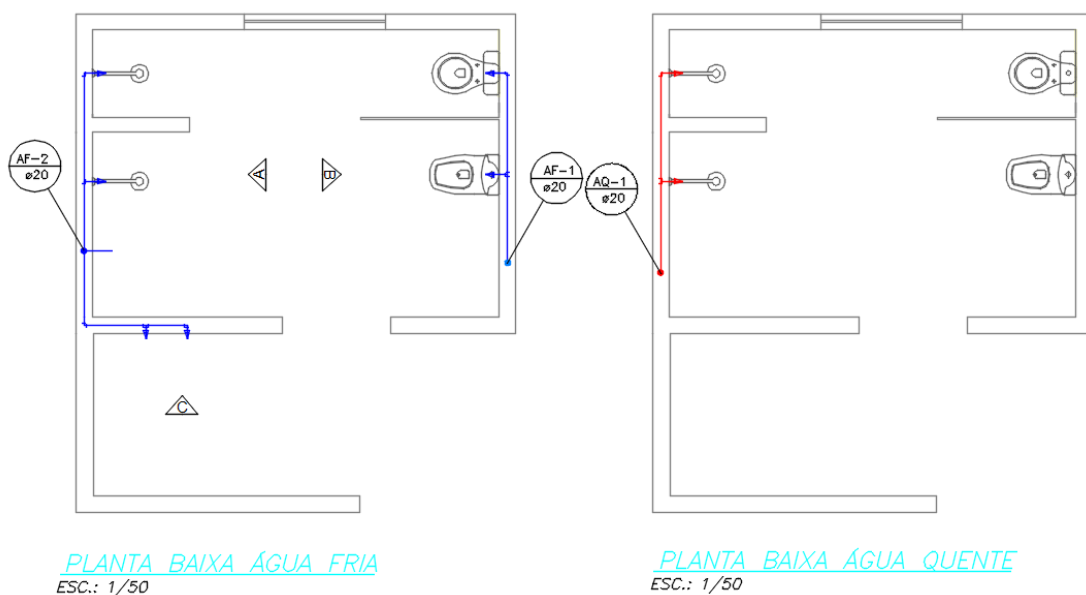 AF-2
ø20
A
B
AF-1
ø20
AQ-1
ø20
C
PLANTA BAIXA ÁGUA FRIA
ESC.: 1/50
PLANTA BAIXA ÁGUA QUENTE
ESC.: 1/50